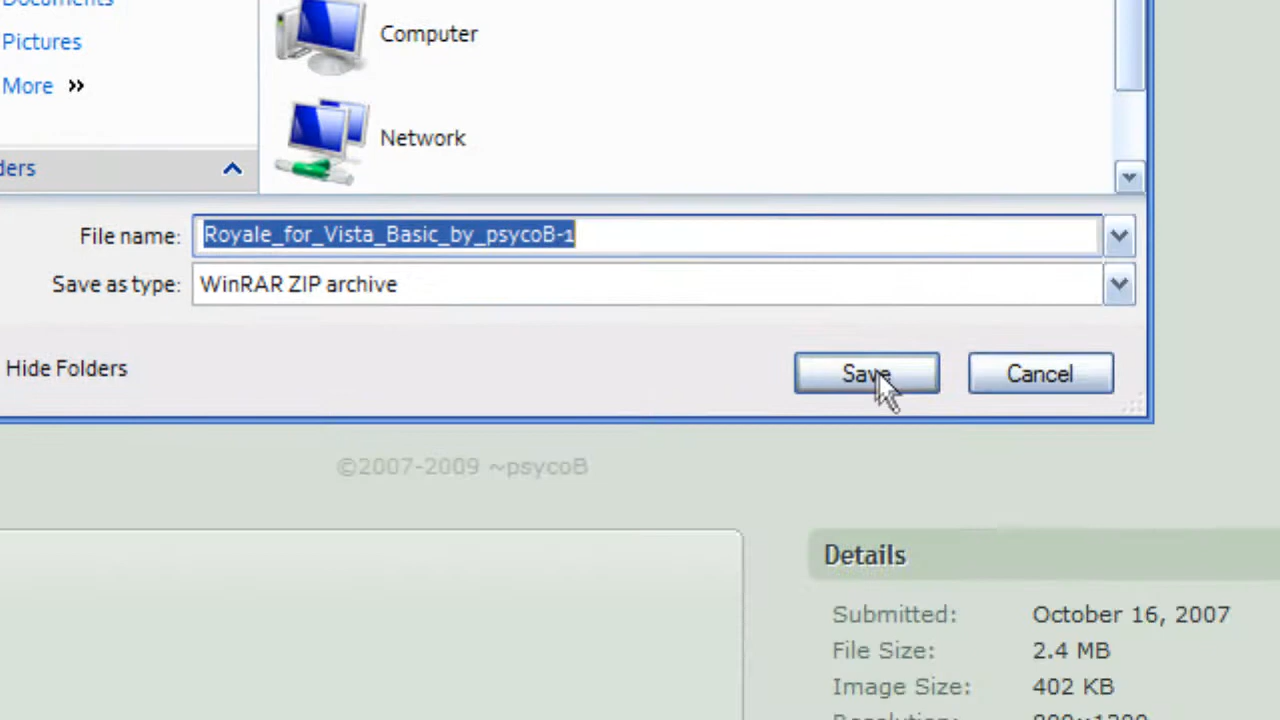 Documents
Pictures
More »
ders
Computer
Network
File name: Royale_for_Vista_Basic_by_psycoB-1
Save as type: WinRAR ZIP archive
Hide Folders
Save
Cancel
©2007-2009 ~psycoB
Details
Submitted: October 16, 2007
File Size: 2.4 MB
Image Size: 402 KB